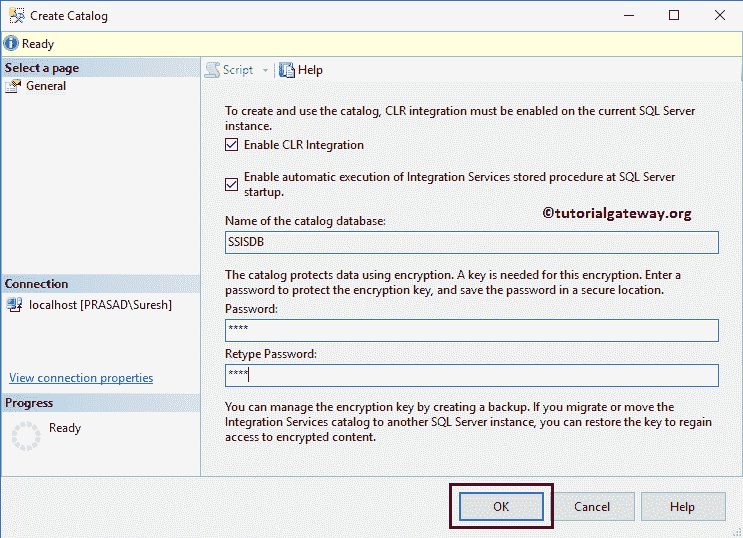 Create Catalog
Ready
Select a page
General
Script
Help
To create and use the catalog, CLR integration must be enabled on the current SQL Server
instance.
Enable CLR Integration
Enable automatic execution of Integration Services stored procedure at SQL Server
startup.
©tutorialgateway.org
Name of the catalog database:
SSISDB
The catalog protects data using encryption. A key is needed for this encryption. Enter a
password to protect the encryption key, and save the password in a secure location.
Password:
****
Retype Password:
****
You can manage the encryption key by creating a backup. If you migrate or move the
Integration Services catalog to another SQL Server instance, you can restore the key to regain
access to encrypted content.
Connection
localhost [PRASAD\Suresh]
View connection properties
Progress
Ready
OK
Cancel
Help